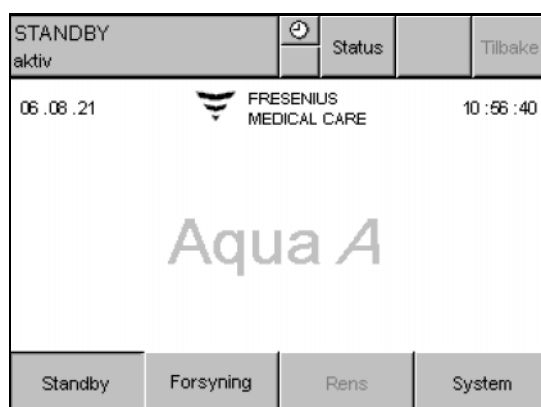 STANDBY
aktiv
Status
Tilbake
06.08.21
FRESENIUS
MEDICAL CARE
10:56:40
Aqua A
Standby
Forsyning
Rens
System